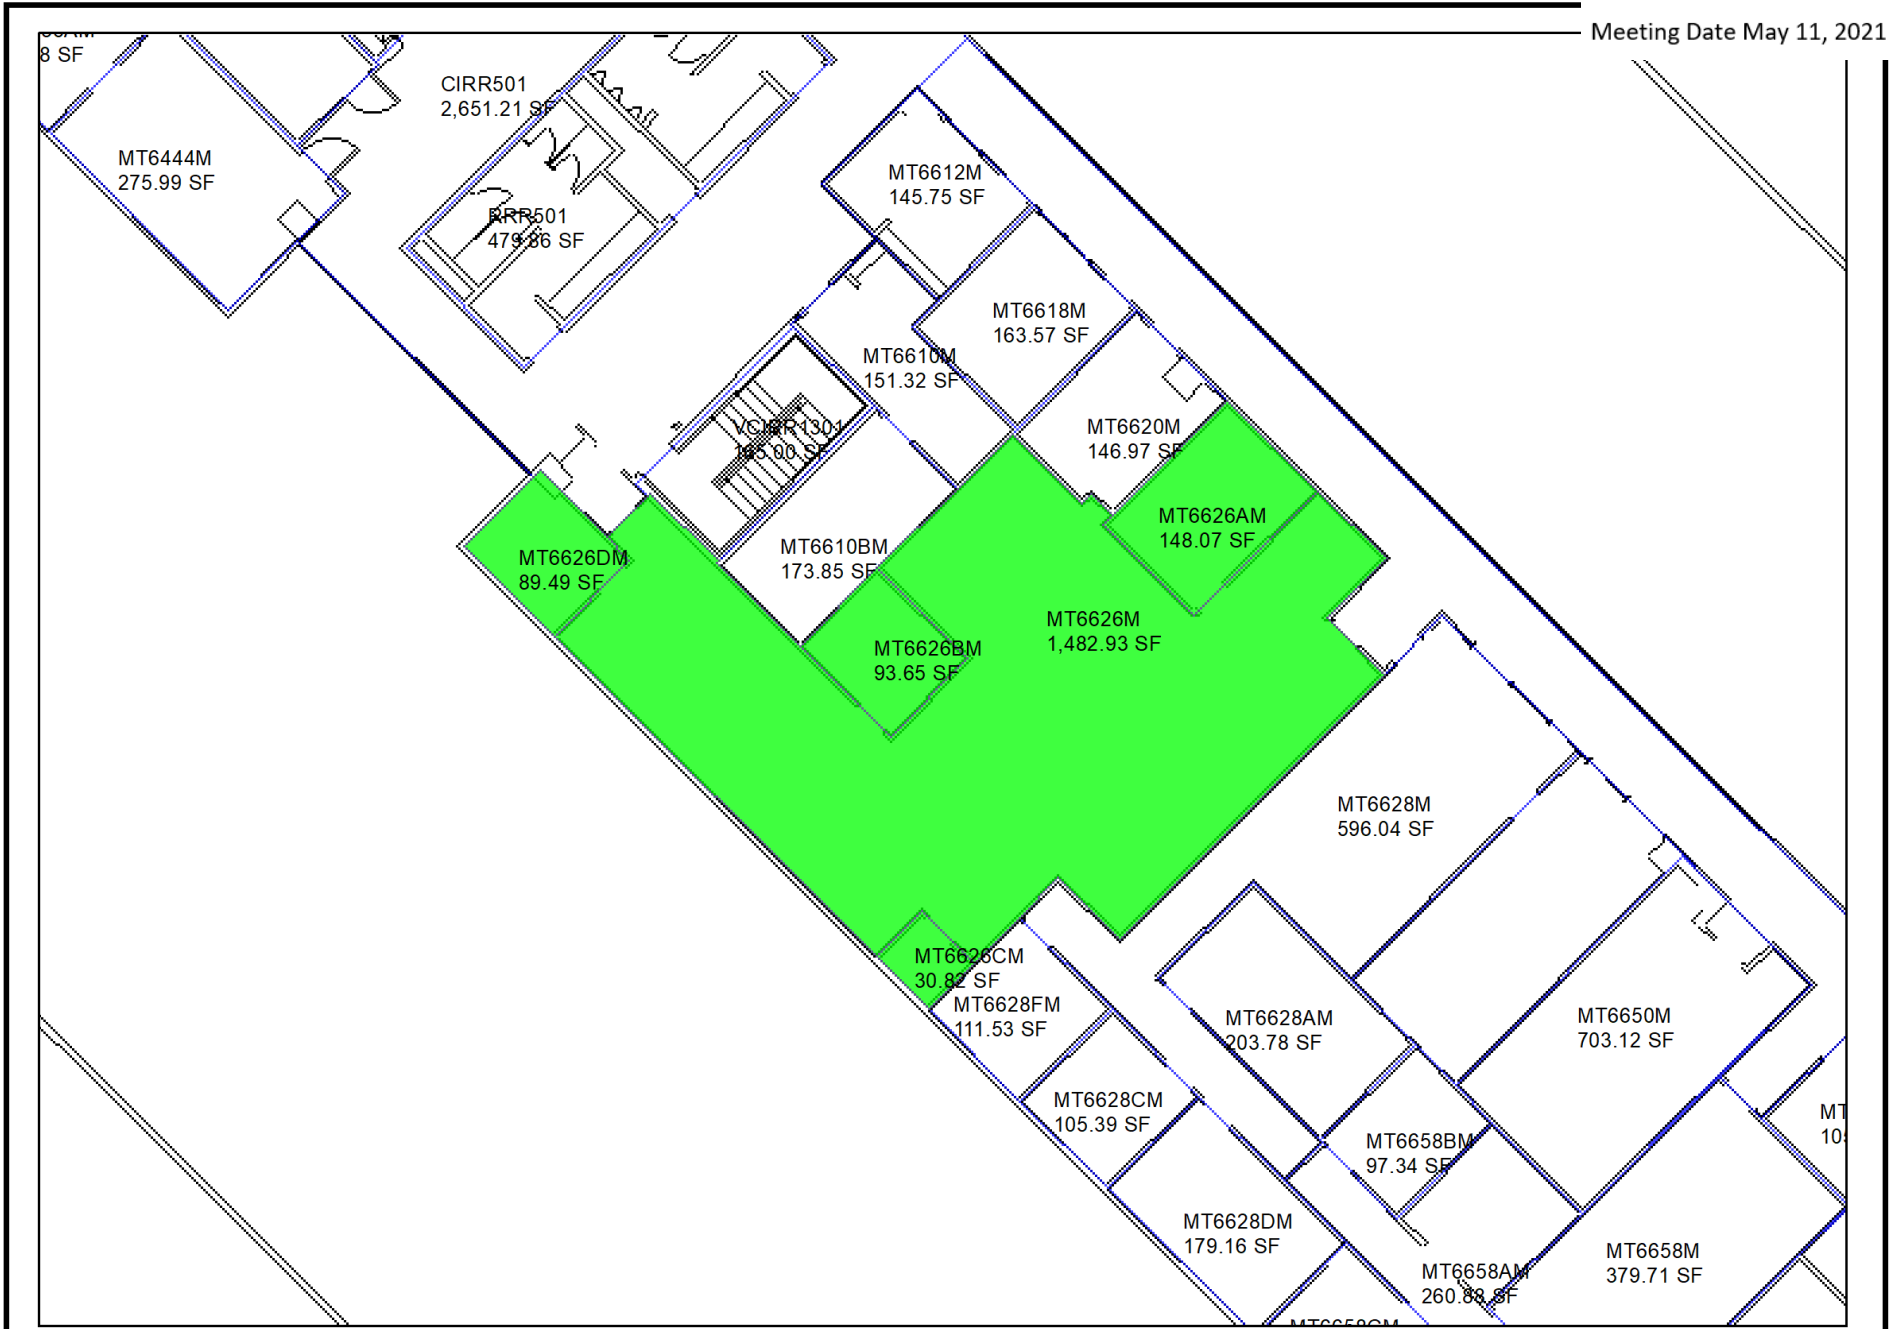 Meeting Date May 11, 2021
8 SF
CIRR501
2,651.21 SF
MT6444M
275.99 SF
MT6612M
145.75 SF
RRR501
479.86 SF
MT6618M
163.57 SF
MT6610M
151.32 SF
VCIRR1301
165.00 SF
MT6620M
146.97 SF
MT6626AM
148.07 SF
MT6610BM
173.85 SF
MT6626DM
89.49 SF
MT6626M
1,482.93 SF
MT6626BM
93.65 SF
MT6628M
596.04 SF
MT6626CM
30.82 SF
MT6628FM
111.53 SF
MT6628AM
203.78 SF
MT6650M
703.12 SF
MT6628CM
105.39 SF
MT
MT6658BM
97.34 SF
MT6628DM
179.16 SF
MT6658M
379.71 SF
MT6658AM
260.88 SF